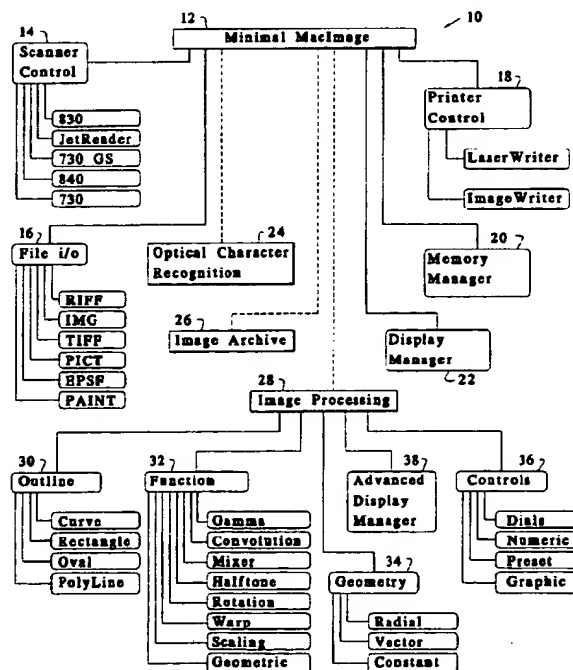 10
12
Minimal MacImage
14
Scanner
Control
830
JetReader
730 GS
840
730
18
Printer
Control
LaserWriter
ImageWriter
16
File i/o
RIFF
IMG
TIFF
PICT
EPSF
PAINT
24
Optical Character
Recognition
20
Memory
Manager
26
Image Archive
Display
Manager
22
28
Image Processing
30
Outline
Curve
Rectangle
Oval
PolyLine
32
Function
Gamma
Convolution
Mixer
Halftone
Rotation
Warp
Scaling
Geometric
38
Advanced
Display
Manager
34
Geometry
Radial
Vector
Constant
36
Controls
Dials
Numeric
Preset
Graphic